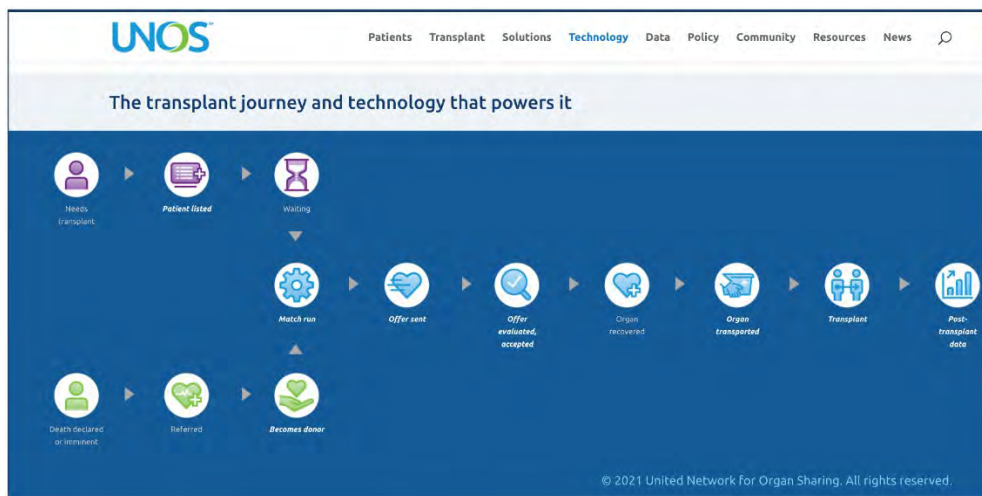 UNOS™
Patients Transplant Solutions Technology Data Policy Community Resources News
The transplant journey and technology that powers it
Needs
transplant
Patient listed
Waiting
Match run
Offer sent
Offer
evaluated,
accepted
Organ
recovered
Organ
transported
Transplant
Post-
transplant
data
Death declared
or imminent
Referred
Becomes donor
© 2021 United Network for Organ Sharing. All rights reserved.